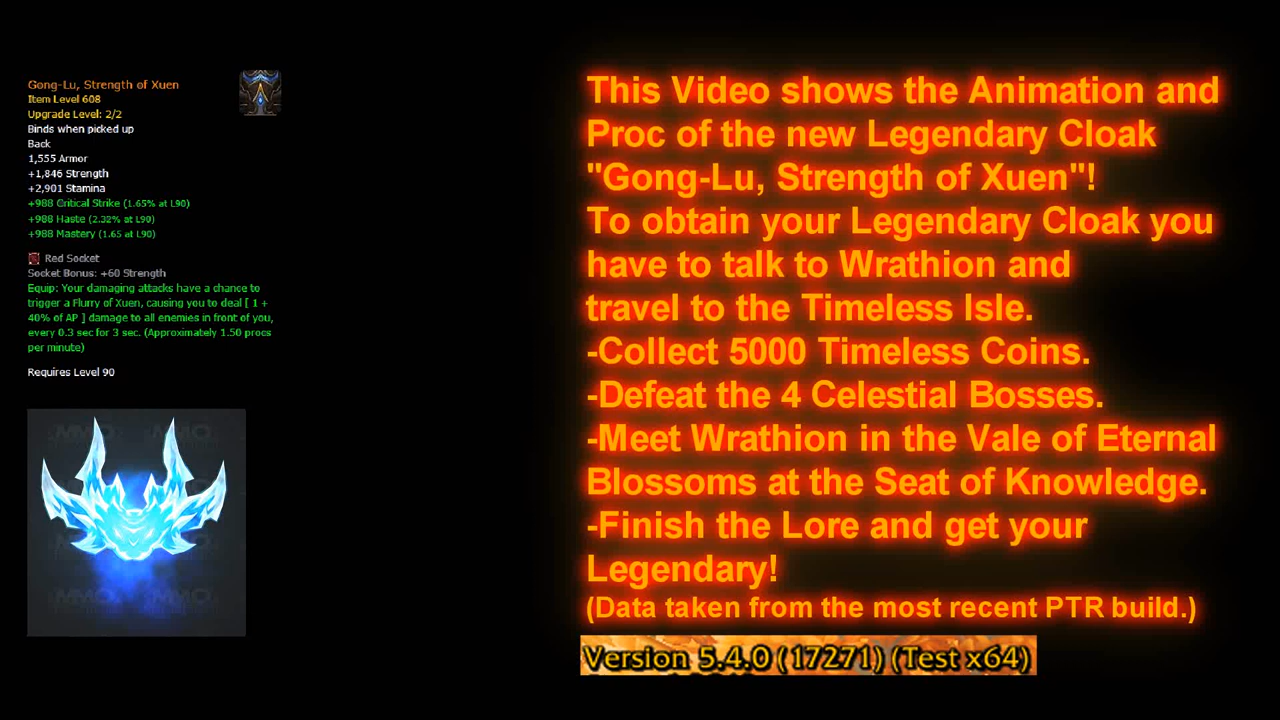 Gong-Lu, Strength of Xuen
Item Level 608
Upgrade Level: 2/2
Binds when picked up
Back
1,555 Armor
+1,846 Strength
+2,901 Stamina
+988 Critical Strike (1.65% at L90)
+988 Haste (2.32% at L90)
+988 Mastery (1.65 at L90)
Red Socket
Socket Bonus: +60 Strength
Equip: Your damaging attacks have a chance to
trigger a Flurry of Xuen, causing you to deal [ 1 +
40% of AP ] damage to all enemies in front of you,
every 0.3 sec for 3 sec. (Approximately 1.50 procs
per minute)
Requires Level 90
This Video shows the Animation and
Proc of the new Legendary Cloak
"Gong-Lu, Strength of Xuen"!
To obtain your Legendary Cloak you
have to talk to Wrathion and
travel to the Timeless Isle.
-Collect 5000 Timeless Coins.
-Defeat the 4 Celestial Bosses.
-Meet Wrathion in the Vale of Eternal
Blossoms at the Seat of Knowledge.
-Finish the Lore and get your
Legendary!
(Data taken from the most recent PTR build.)
Version 5.4.0 (17271) (Test x64)